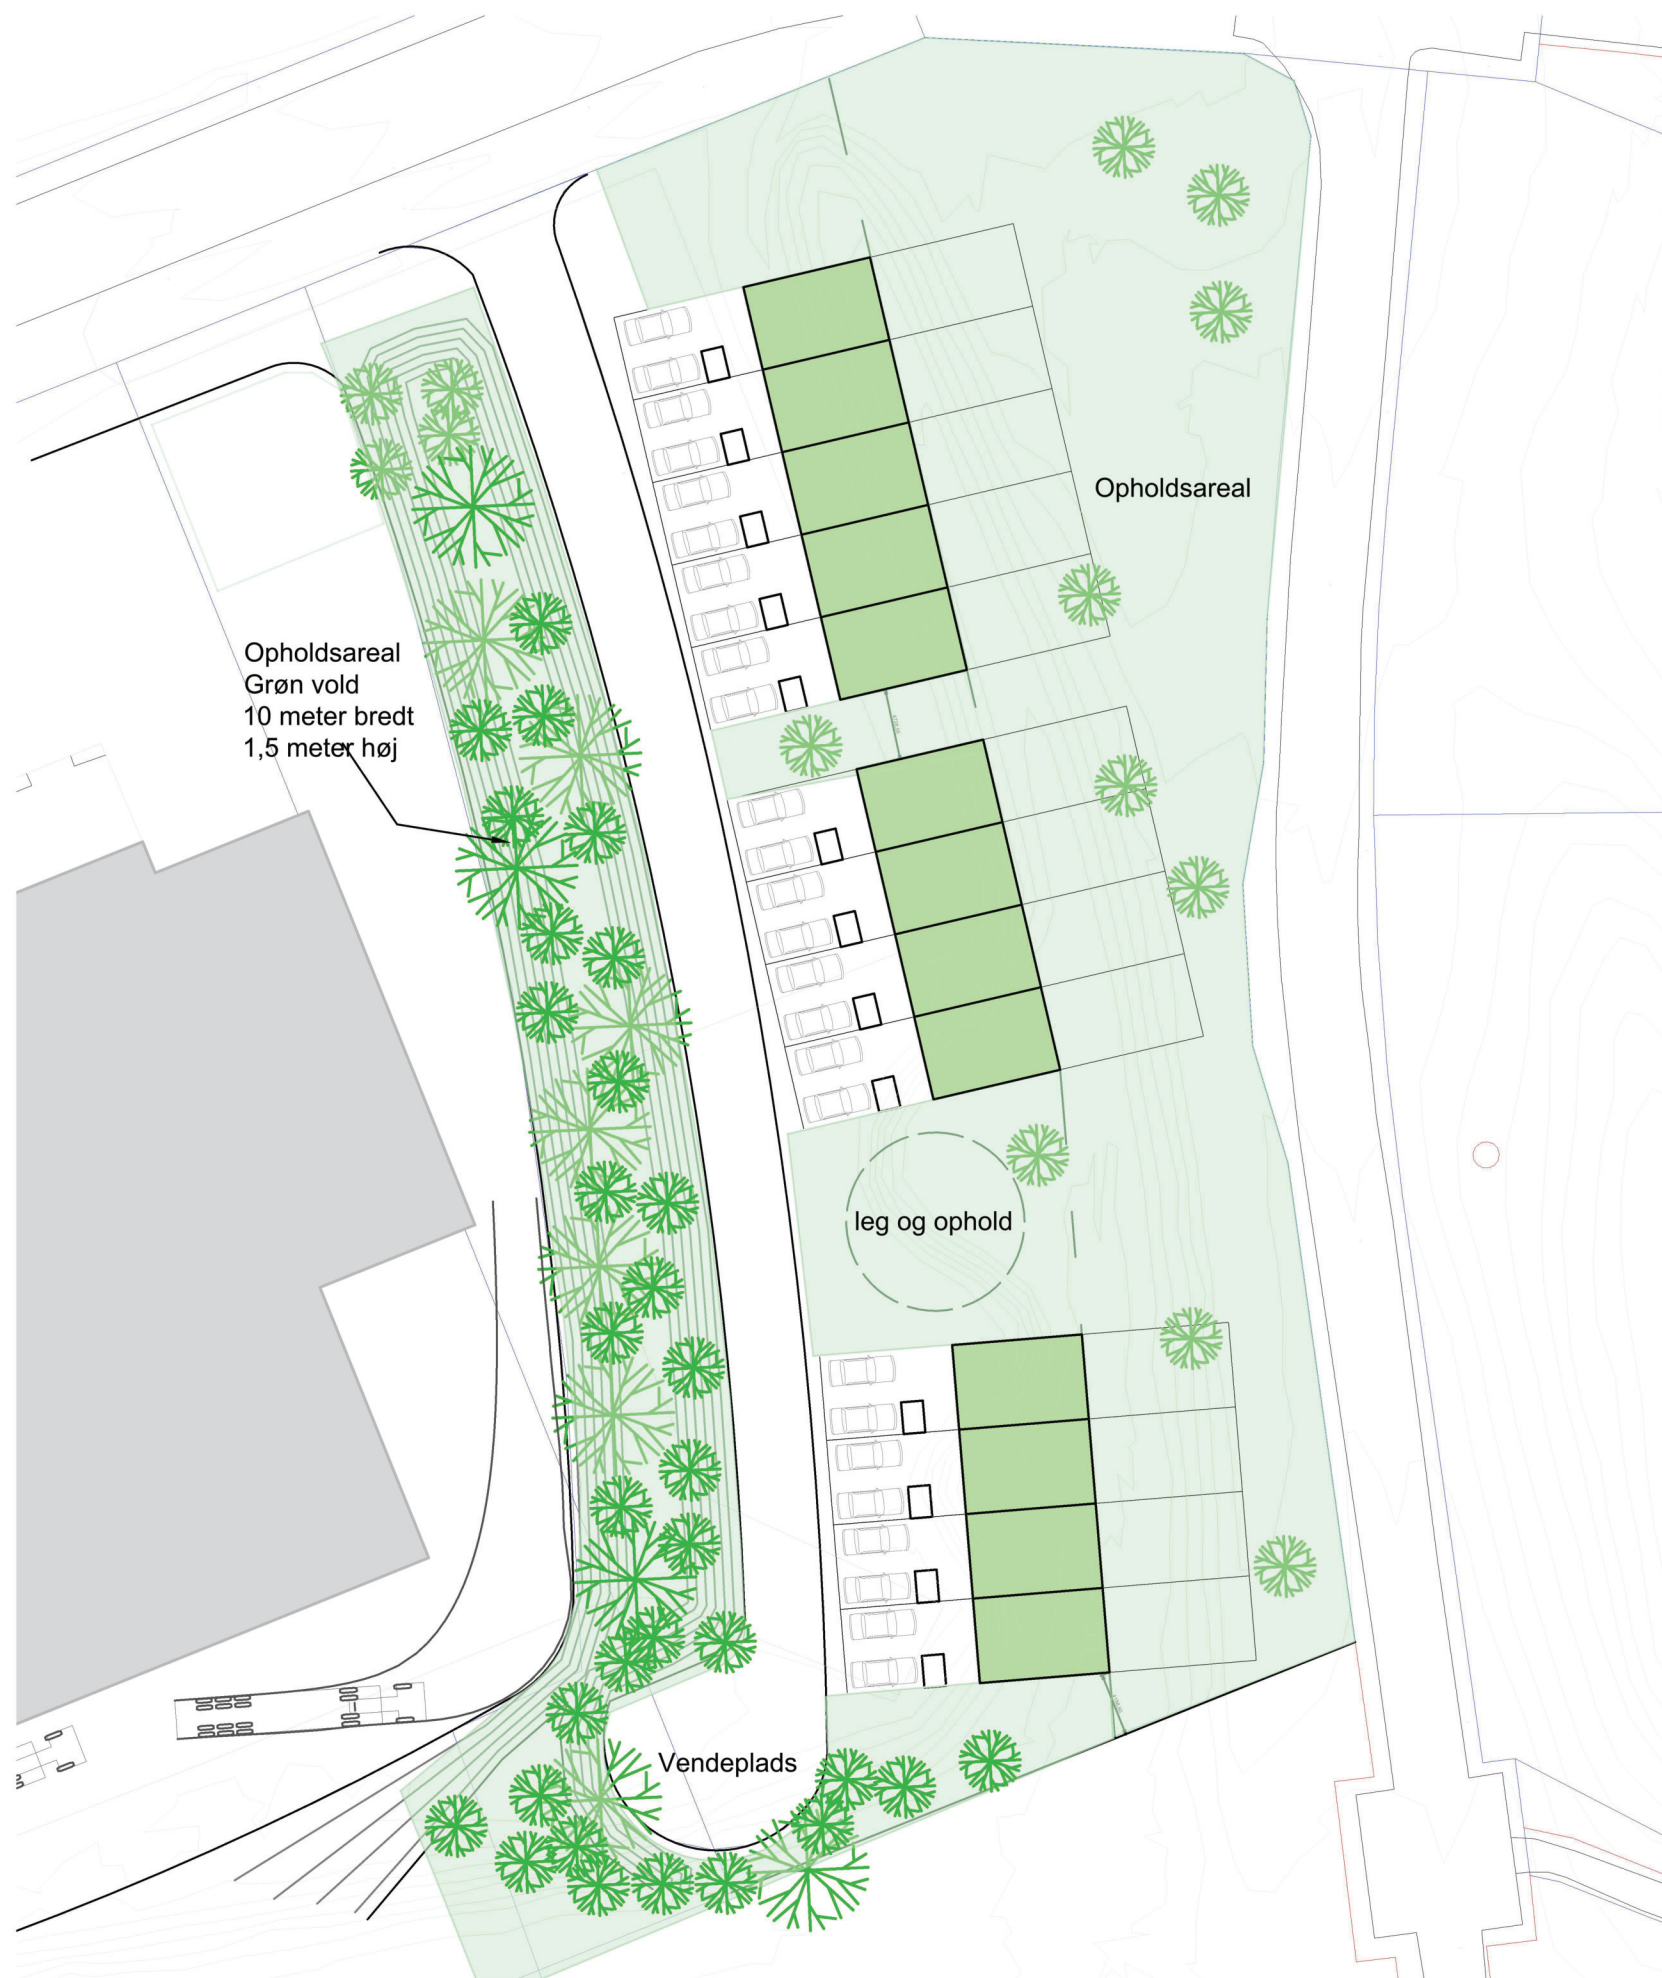 Opholdsareal
Opholdsareal
Grøn vold
10 meter bredt
1,5 meter høj
leg og ophold
Vendeplads